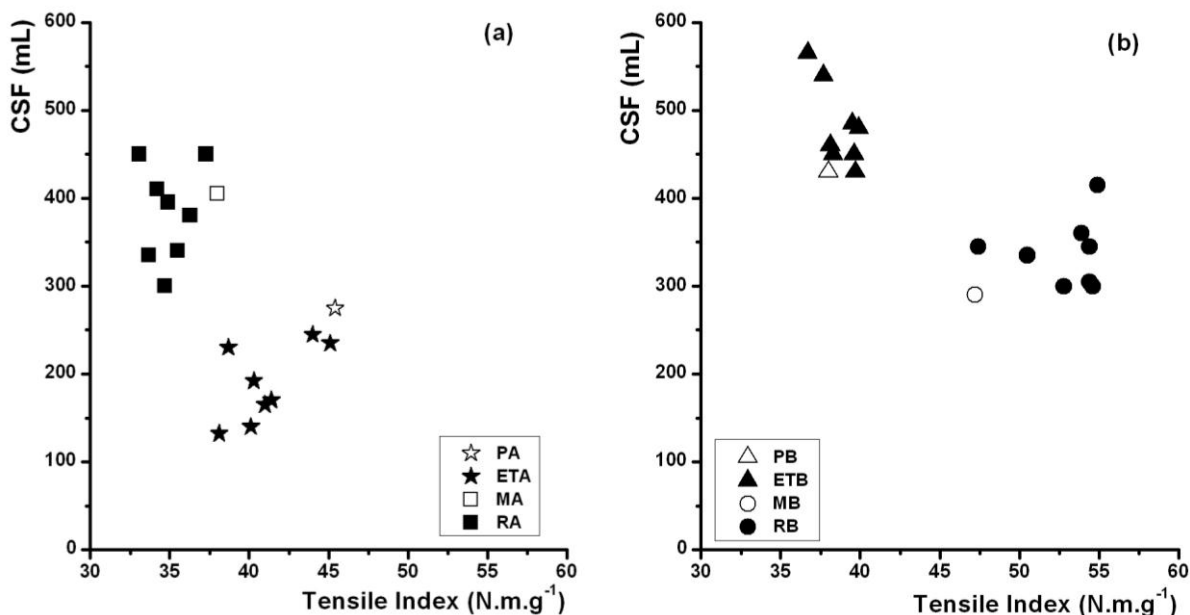 (a)
CSF (mL)
600
500
400
300
200
100
0
30 35 40 45 50 55 60
Tensile Index (N.m.g⁻¹)
PA
ETA
MA
RA
(b)
CSF (mL)
600
500
400
300
200
100
0
30 35 40 45 50 55 60
Tensile Index (N.m.g⁻¹)
PB
ETB
MB
RB